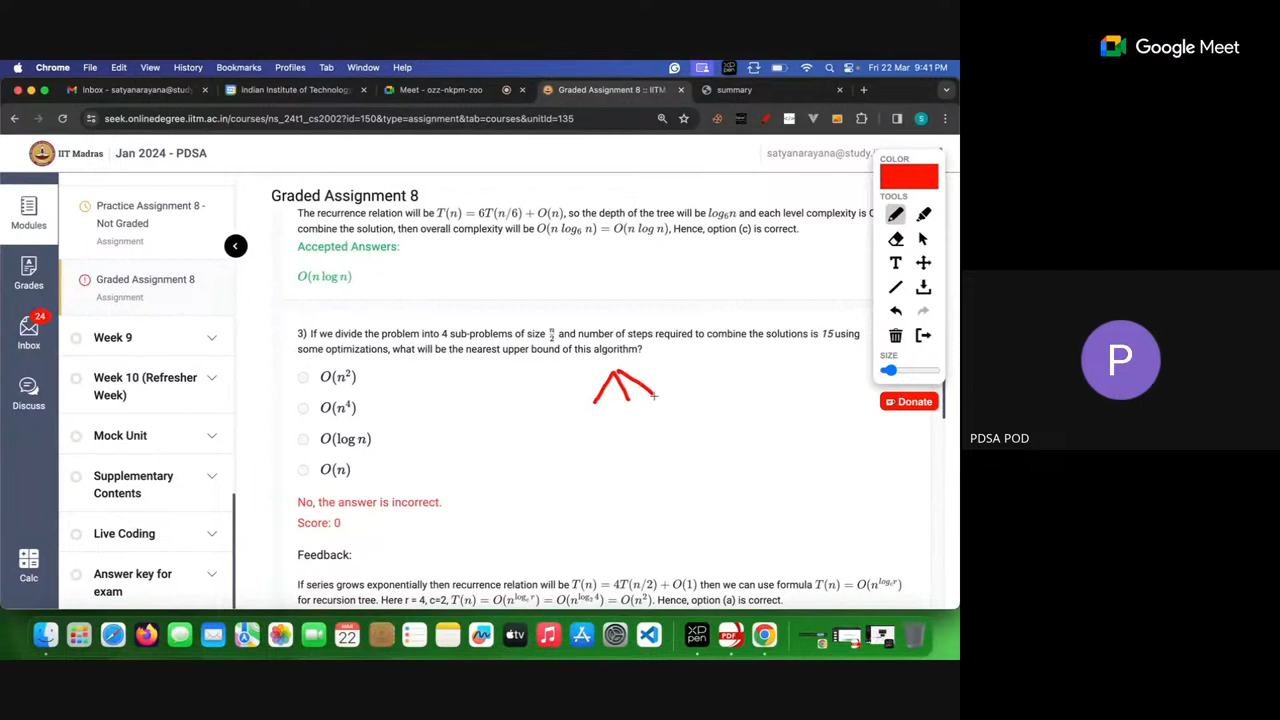 Google Meet
Chrome File Edit View History Bookmarks Profiles Tab Window Help
Fri 22 Mar 9:41 PM
Inbox - satyanarayana@study.
Indian Institute of Technology
Meet - ozz-nkpm-zoo
Graded Assignment 8 :: IITM
summary
seek.onlinedegree.iitm.ac.in/courses/ns_24t1_cs2002?id=150&type=assignment&tab=courses&unitId=135
IIT Madras
Jan 2024 - PDSA
satyanarayana@study.
COLOR
TOOLS
T
SIZE
Donate
Modules
Grades
24
Inbox
Discuss
Calc
Practice Assignment 8 -
Not Graded
Assignment
Graded Assignment 8
Assignment
Week 9
Week 10 (Refresher
Week)
Mock Unit
Supplementary
Contents
Live Coding
Answer key for
exam
Graded Assignment 8
The recurrence relation will be T(n) = 6T(n/6) + O(n), so the depth of the tree will be log₆n and each level complexity is
combine the solution, then overall complexity will be O(n log₆ n) = O(n log n), Hence, option (c) is correct.
Accepted Answers:
O(n log n)
3) If we divide the problem into 4 sub-problems of size n/2 and number of steps required to combine the solutions is 15 using
some optimizations, what will be the nearest upper bound of this algorithm?
O(n²)
O(n⁴)
O(log n)
O(n)
No, the answer is incorrect.
Score: 0
Feedback:
If series grows exponentially then recurrence relation will be T(n) = 4T(n/2) + O(1) then we can use formula T(n) = O(n^{log_c r})
for recursion tree. Here r = 4, c=2, T(n) = O(n^{log_c r}) = O(n^{log_2 4}) = O(n²). Hence, option (a) is correct.
P
PDSA POD
MAR
22
tv
XP
pen
PDF